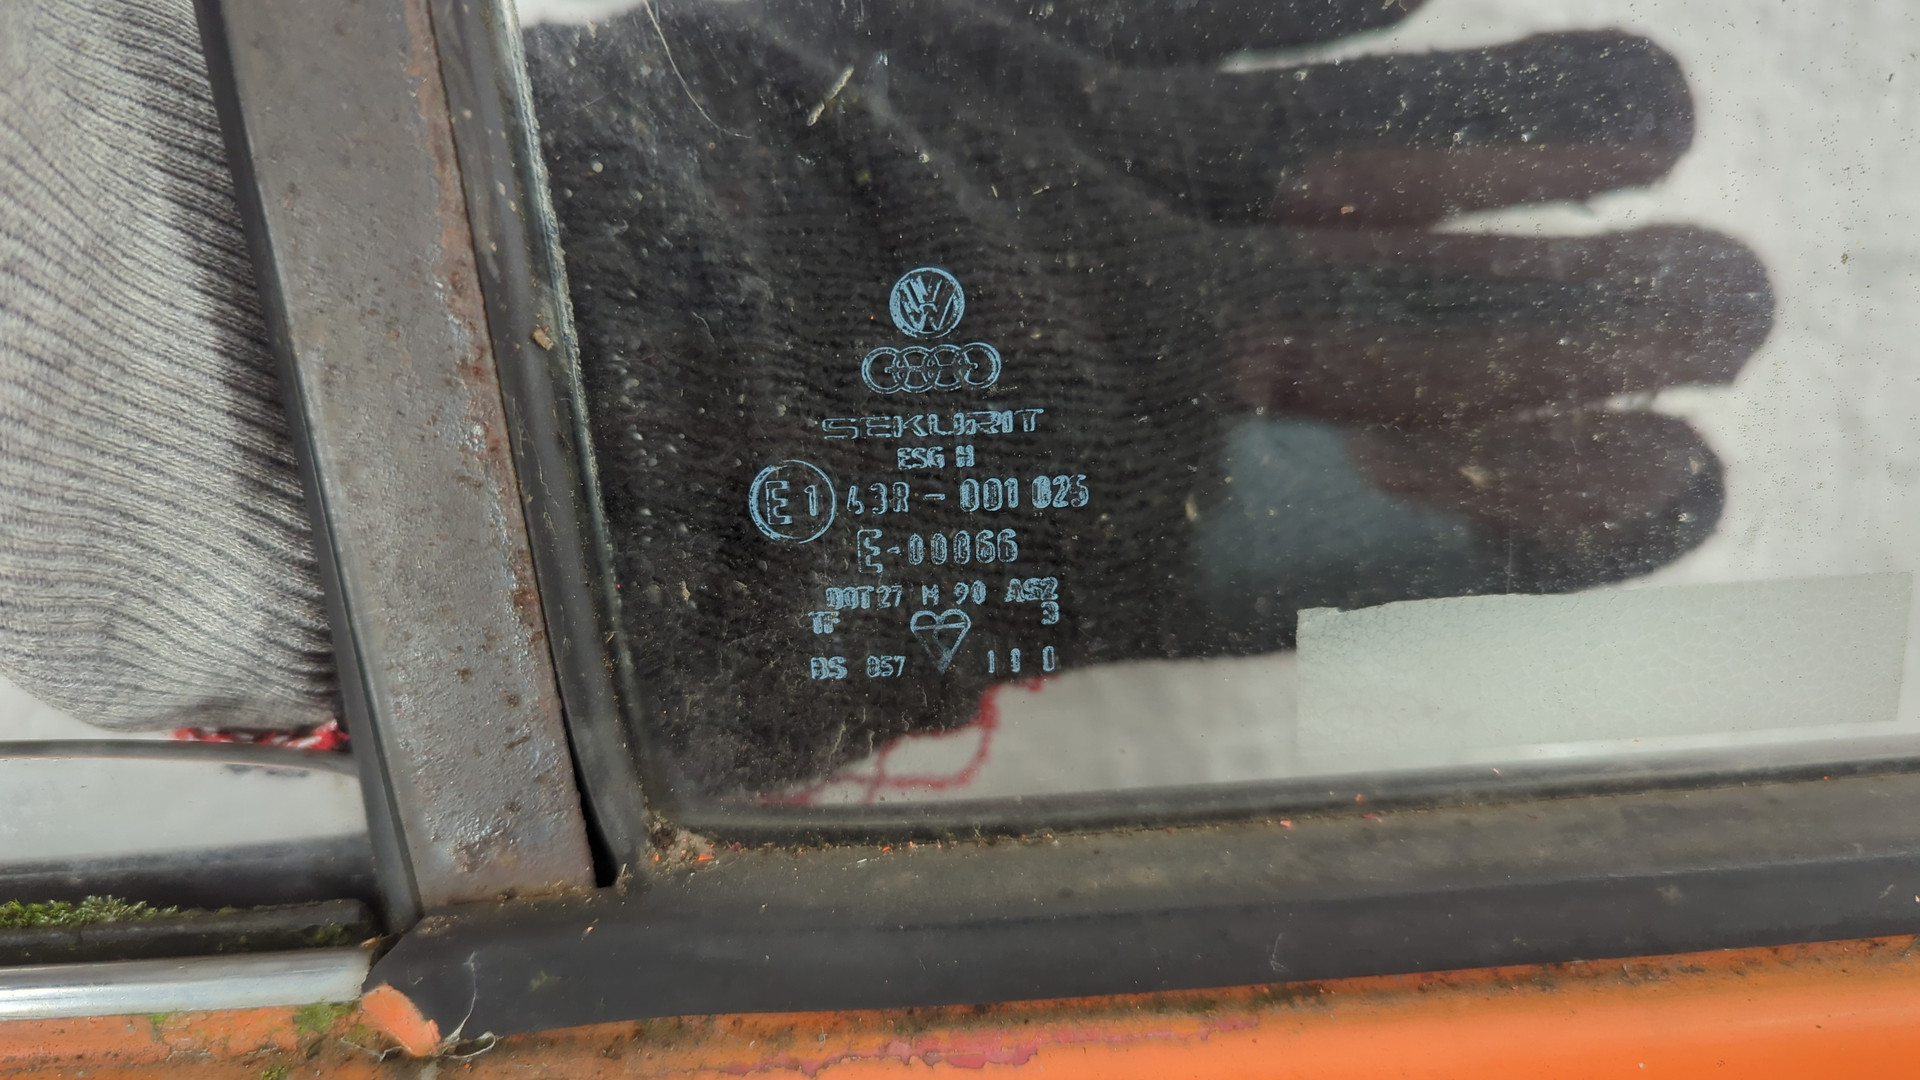 SEKURIT
ESG H
E1 43R - 001 025
E-00066
DOT27 M 90 AS2
TF 3
BS 857 1 1 0